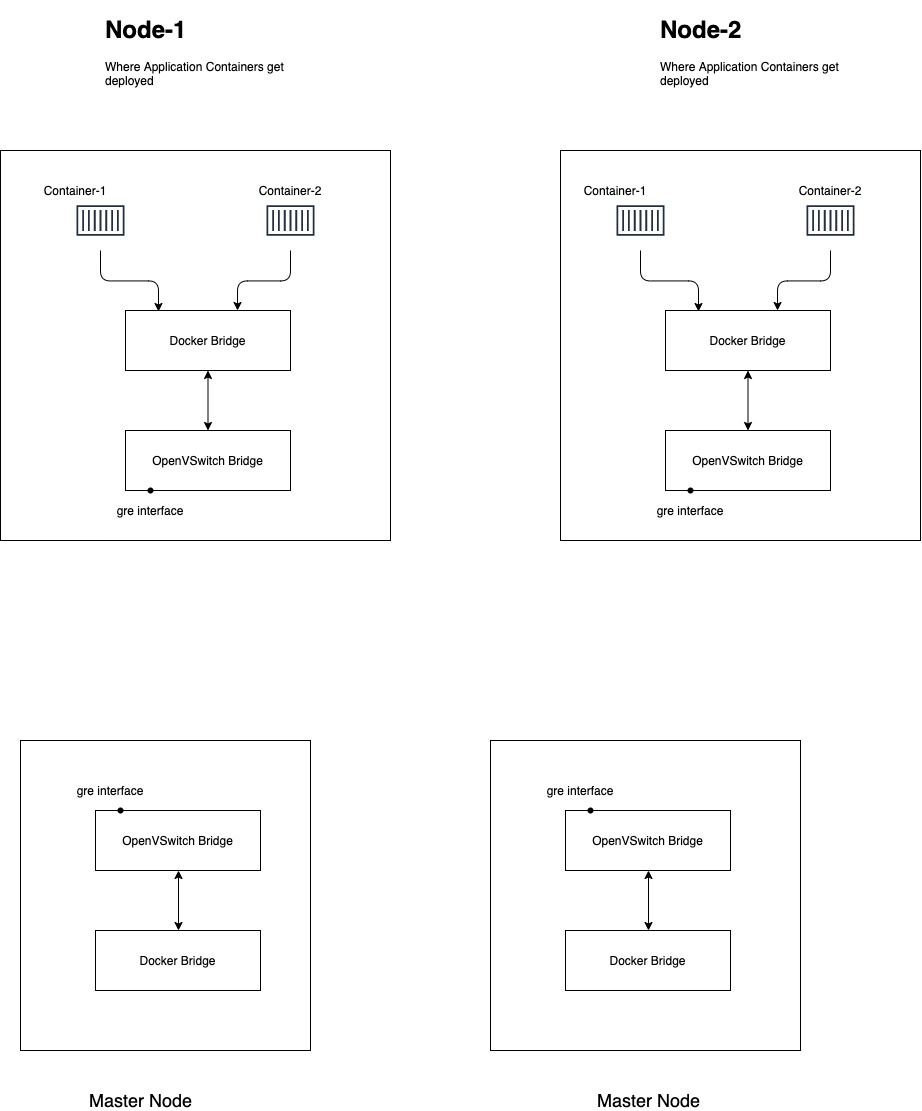 Node-1
Where Application Containers get
deployed
Node-2
Where Application Containers get
deployed
Container-1
Container-2
Docker Bridge
OpenVSwitch Bridge
gre interface
Container-1
Container-2
Docker Bridge
OpenVSwitch Bridge
gre interface
gre interface
OpenVSwitch Bridge
Docker Bridge
Master Node
gre interface
OpenVSwitch Bridge
Docker Bridge
Master Node